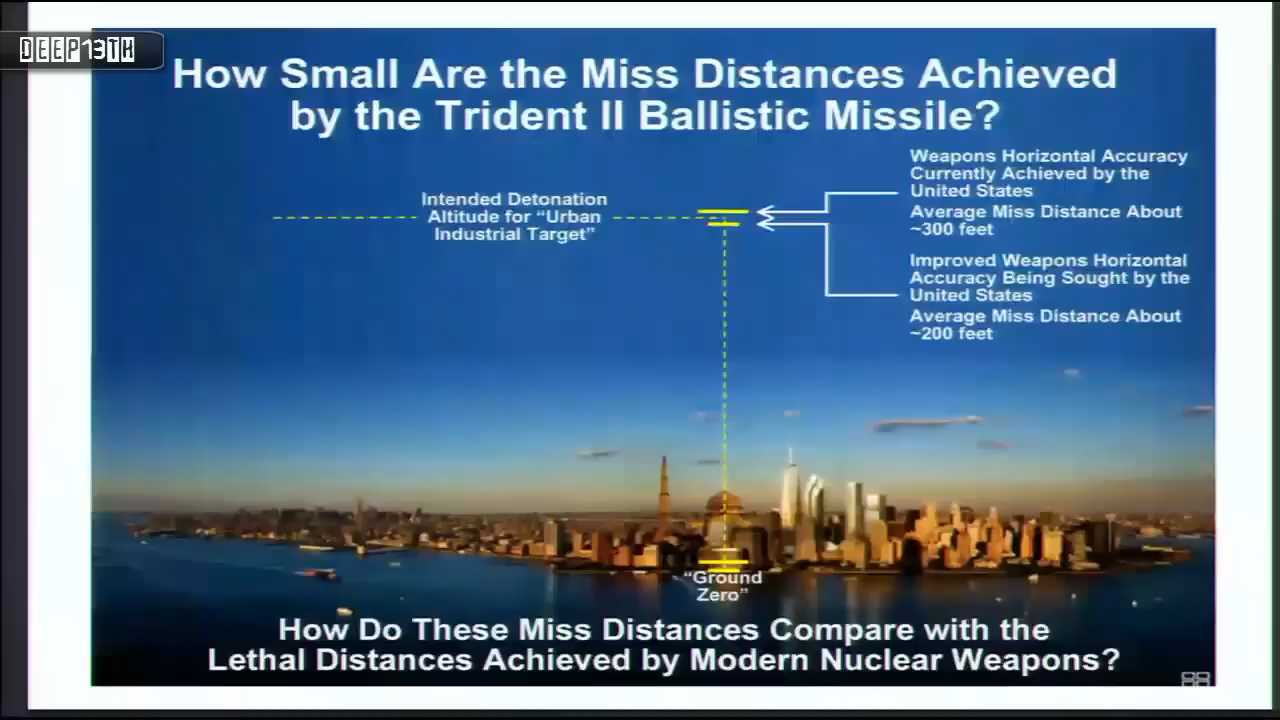 DEEP13TH
How Small Are the Miss Distances Achieved
by the Trident II Ballistic Missile?
Weapons Horizontal Accuracy
Currently Achieved by the
United States
Average Miss Distance About
~300 feet
Intended Detonation
Altitude for “Urban
Industrial Target”
Improved Weapons Horizontal
Accuracy Being Sought by the
United States
Average Miss Distance About
~200 feet
“Ground
Zero”
How Do These Miss Distances Compare with the
Lethal Distances Achieved by Modern Nuclear Weapons?